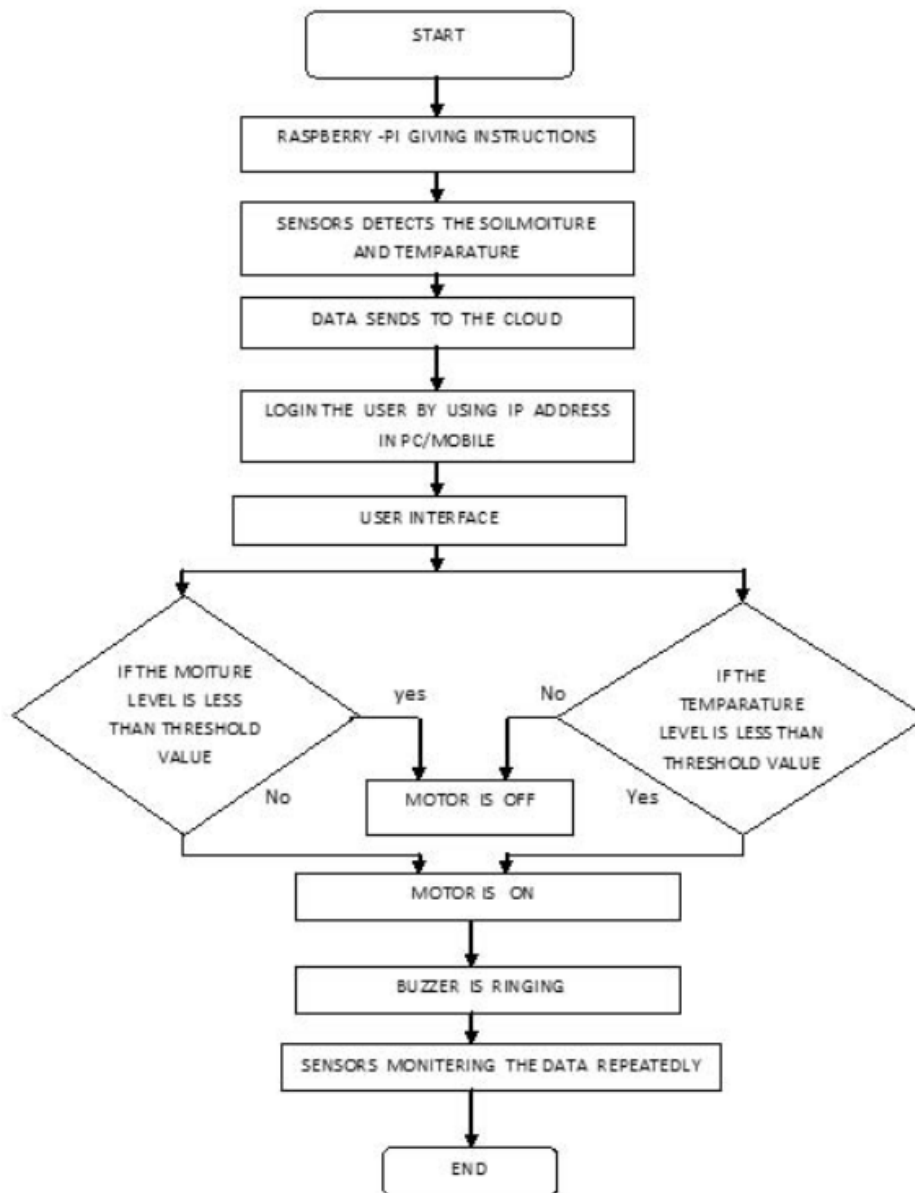 START
RASPBERRY -PI GIVING INSTRUCTIONS
SENSORS DETECTS THE SOILMOITURE
AND TEMPARATURE
DATA SENDS TO THE CLOUD
LOGIN THE USER BY USING IP ADDRESS
IN PC/MOBILE
USER INTERFACE
IF THE MOITURE
LEVEL IS LESS
THAN THRESHOLD
VALUE
yes
No
IF THE
TEMPARATURE
LEVEL IS LESS THAN
THRESHOLD VALUE
No
MOTOR IS OFF
Yes
MOTOR IS ON
BUZZER IS RINGING
SENSORS MONITERING THE DATA REPEATEDLY
END